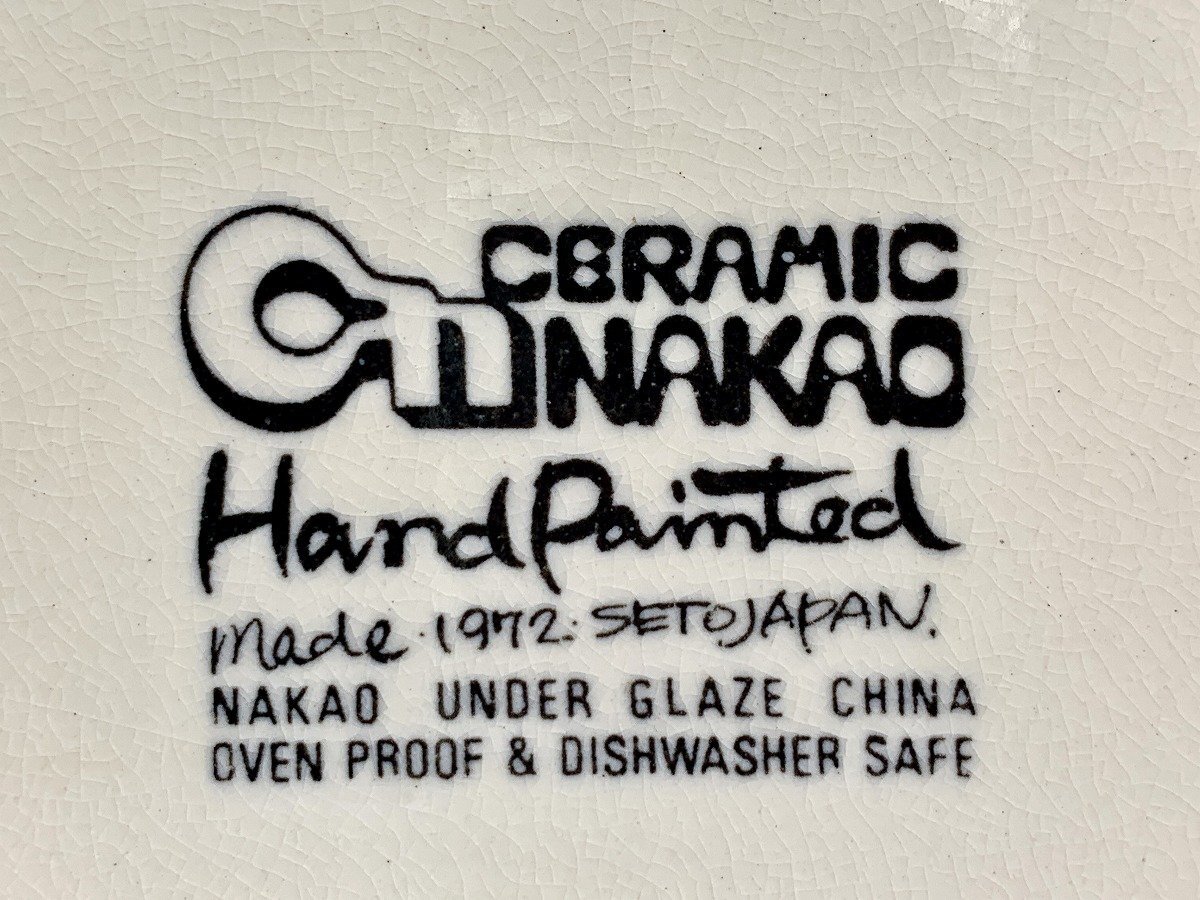 CERAMIC
NAKAO
Hand Painted
made. 1972. SETO JAPAN.
NAKAO UNDER GLAZE CHINA
OVEN PROOF & DISHWASHER SAFE